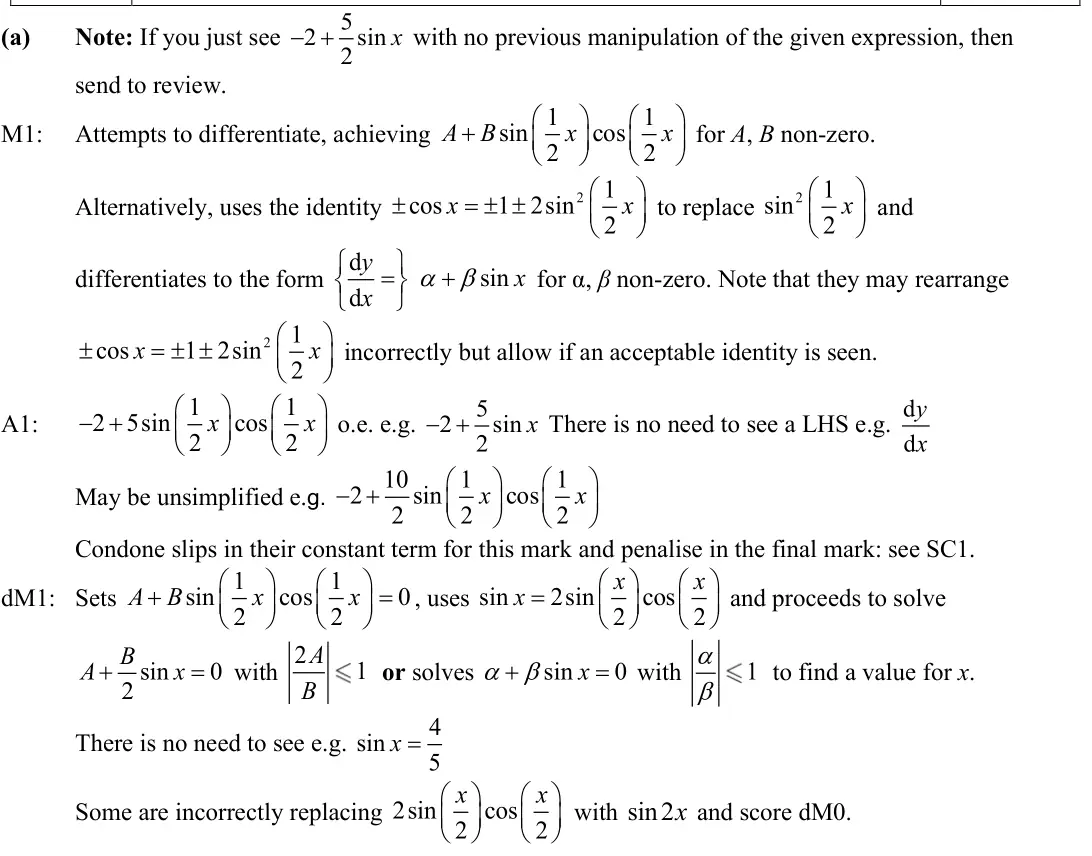 (a) Note: If you just see −2 + 5/2 sin x with no previous manipulation of the given expression, then
send to review.
M1: Attempts to differentiate, achieving A + B sin(1/2 x) cos(1/2 x) for A, B non-zero.
Alternatively, uses the identity ±cos x = ±1 ± 2sin²(1/2 x) to replace sin²(1/2 x) and
differentiates to the form {dy/dx =} α + β sin x for α, β non-zero. Note that they may rearrange
±cos x = ±1 ± 2sin²(1/2 x) incorrectly but allow if an acceptable identity is seen.
A1: −2 + 5sin(1/2 x) cos(1/2 x) o.e. e.g. −2 + 5/2 sin x There is no need to see a LHS e.g. dy/dx
May be unsimplified e.g. −2 + 10/2 sin(1/2 x) cos(1/2 x)
Condone slips in their constant term for this mark and penalise in the final mark: see SC1.
dM1: Sets A + B sin(1/2 x) cos(1/2 x) = 0, uses sin x = 2sin(x/2) cos(x/2) and proceeds to solve
A + B/2 sin x = 0 with |2A/B| ⩽ 1 or solves α + β sin x = 0 with |α/β| ⩽ 1 to find a value for x.
There is no need to see e.g. sin x = 4/5
Some are incorrectly replacing 2sin(x/2) cos(x/2) with sin 2x and score dM0.